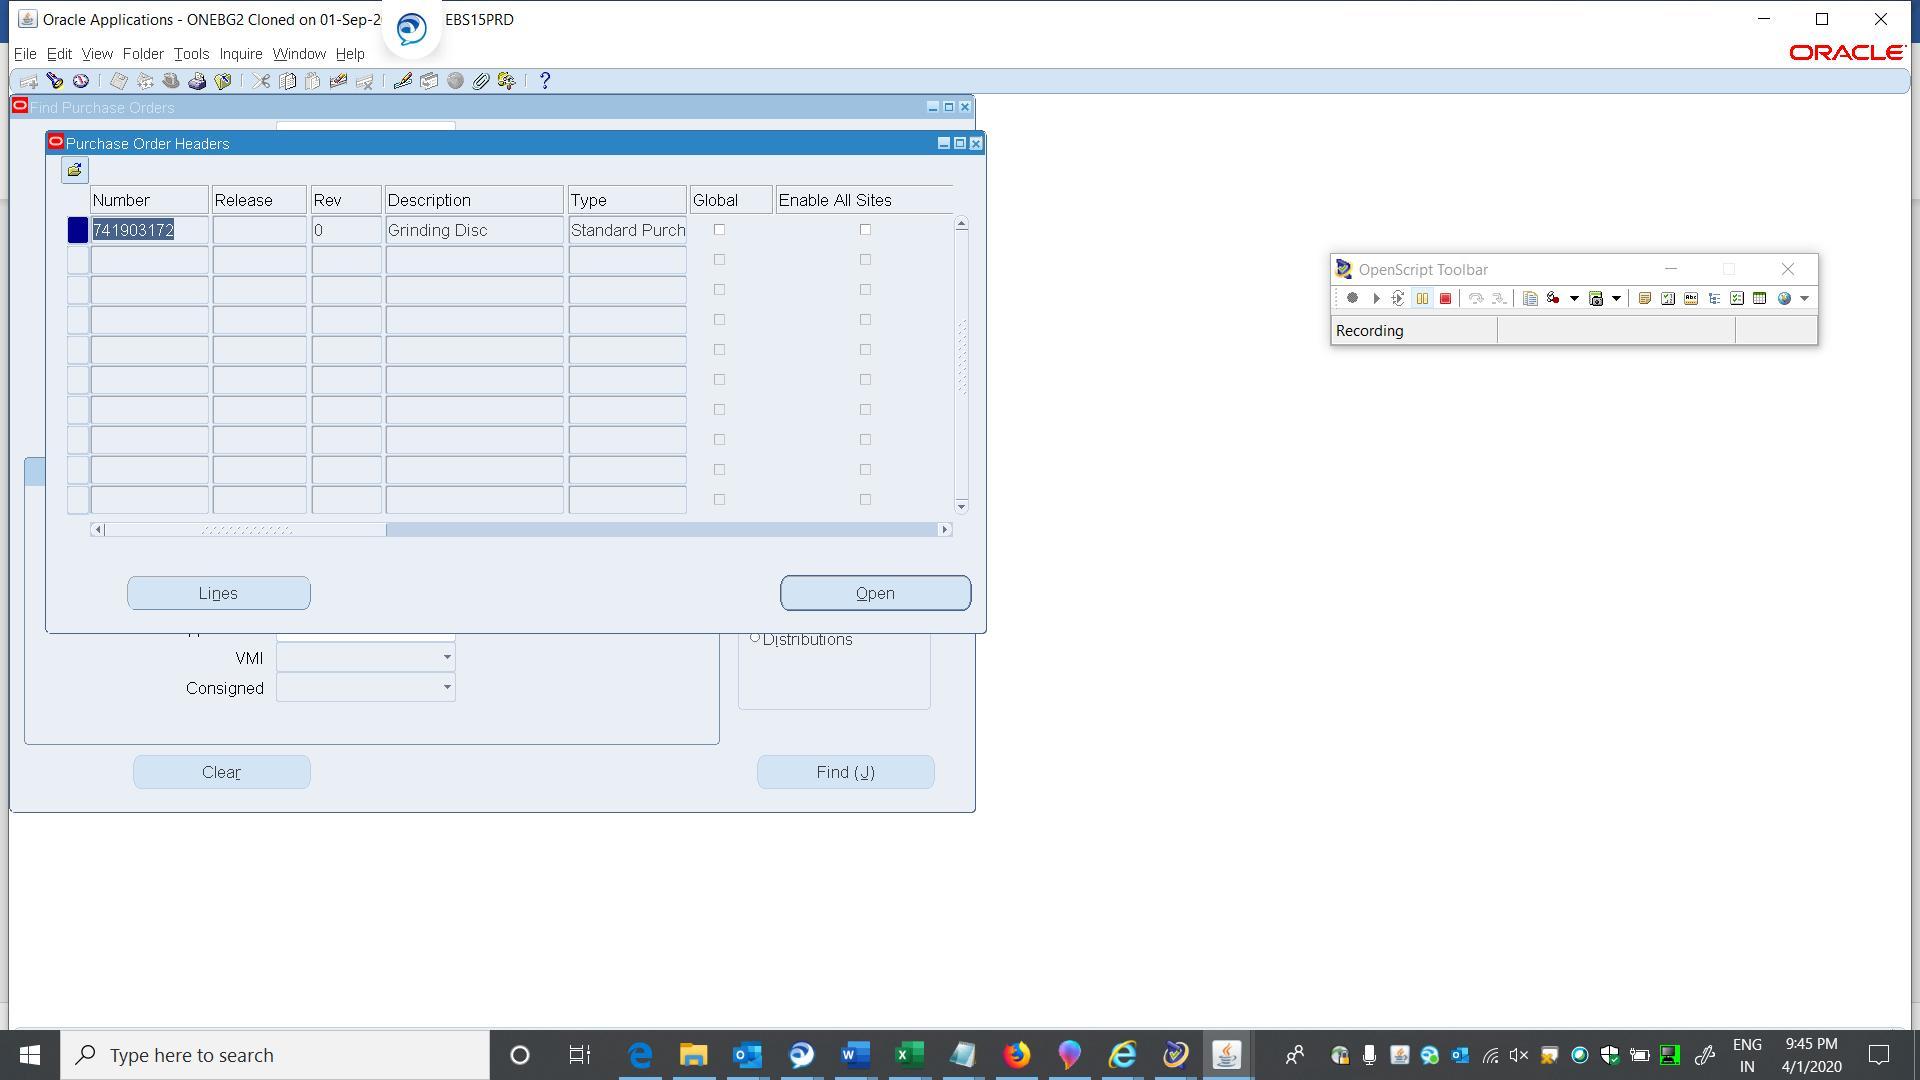 Oracle Applications - ONEBG2 Cloned on 01-Sep-2
EBS15PRD
File Edit View Folder Tools Inquire Window Help
ORACLE
Find Purchase Orders
Purchase Order Headers
Number Release Rev Description Type Global Enable All Sites
741903172 0 Grinding Disc Standard Purch
OpenScript Toolbar
Recording
Lines Open
Distributions
VMI
Consigned
Clear Find (J)
Type here to search
ENG
IN
9:45 PM
4/1/2020